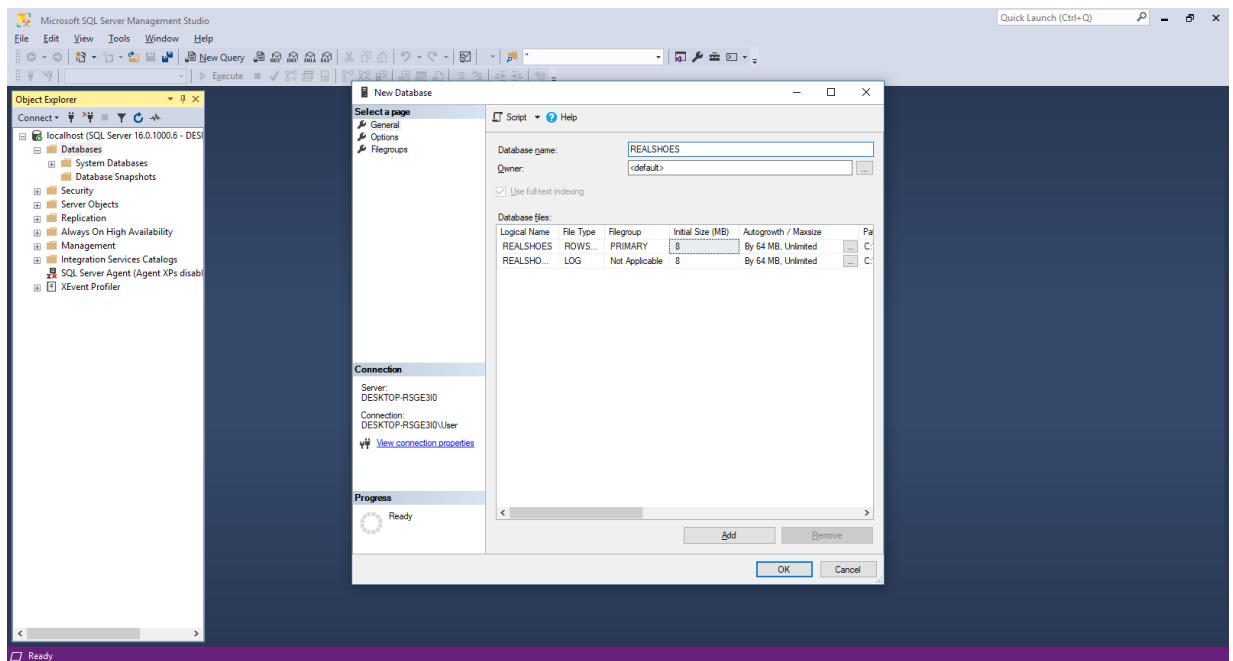 Microsoft SQL Server Management Studio
Quick Launch (Ctrl+Q)
File Edit View Tools Window Help
New Query MDX DMX XMLA DAX
Execute
Object Explorer
Connect
localhost (SQL Server 16.0.1000.6 - DESI
Databases
System Databases
Database Snapshots
Security
Server Objects
Replication
Always On High Availability
Management
Integration Services Catalogs
SQL Server Agent (Agent XPs disabl
XEvent Profiler
New Database
Select a page
General
Options
Filegroups
Connection
Server:
DESKTOP-RSGE3I0
Connection:
DESKTOP-RSGE3I0\User
View connection properties
Progress
Ready
Script Help
Database name: REALSHOES
Owner: <default> ...
Use full-text indexing
Database files:
Logical Name File Type Filegroup Initial Size (MB) Autogrowth / Maxsize Pa
REALSHOES ROWS... PRIMARY 8 By 64 MB, Unlimited ... C:
REALSHO... LOG Not Applicable 8 By 64 MB, Unlimited ... C:
Add Remove
OK Cancel
Ready